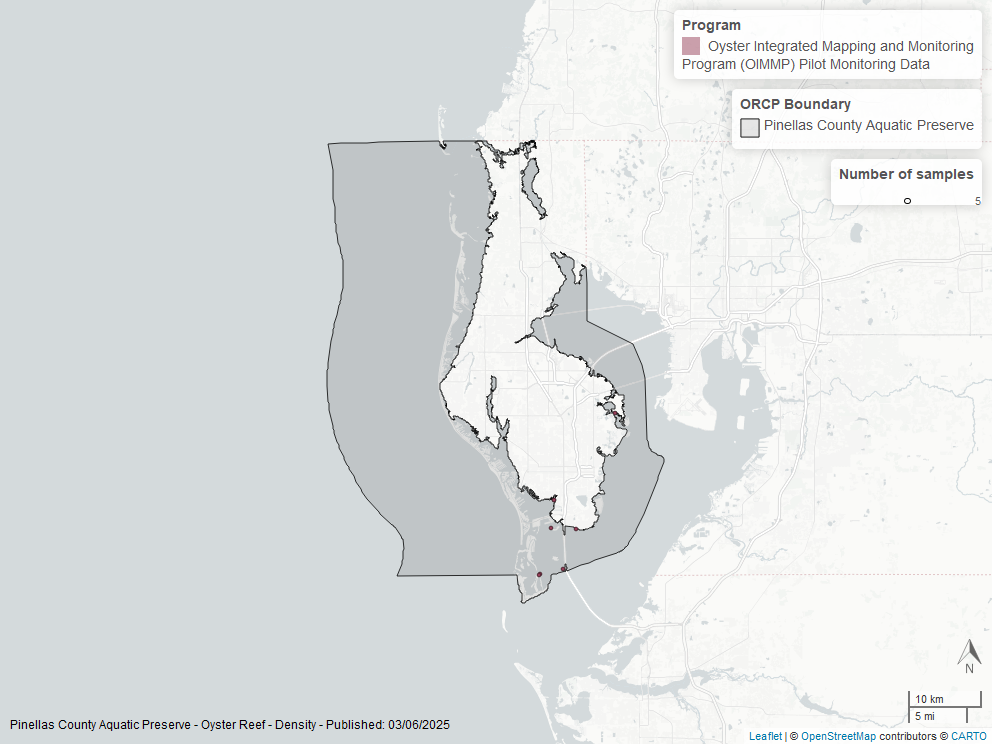 Program
Oyster Integrated Mapping and Monitoring
Program (OIMMP) Pilot Monitoring Data
ORCP Boundary
Pinellas County Aquatic Preserve
Number of samples
5
N
10 km
5 mi
Pinellas County Aquatic Preserve - Oyster Reef - Density - Published: 03/06/2025
Leaflet | © OpenStreetMap contributors © CARTO